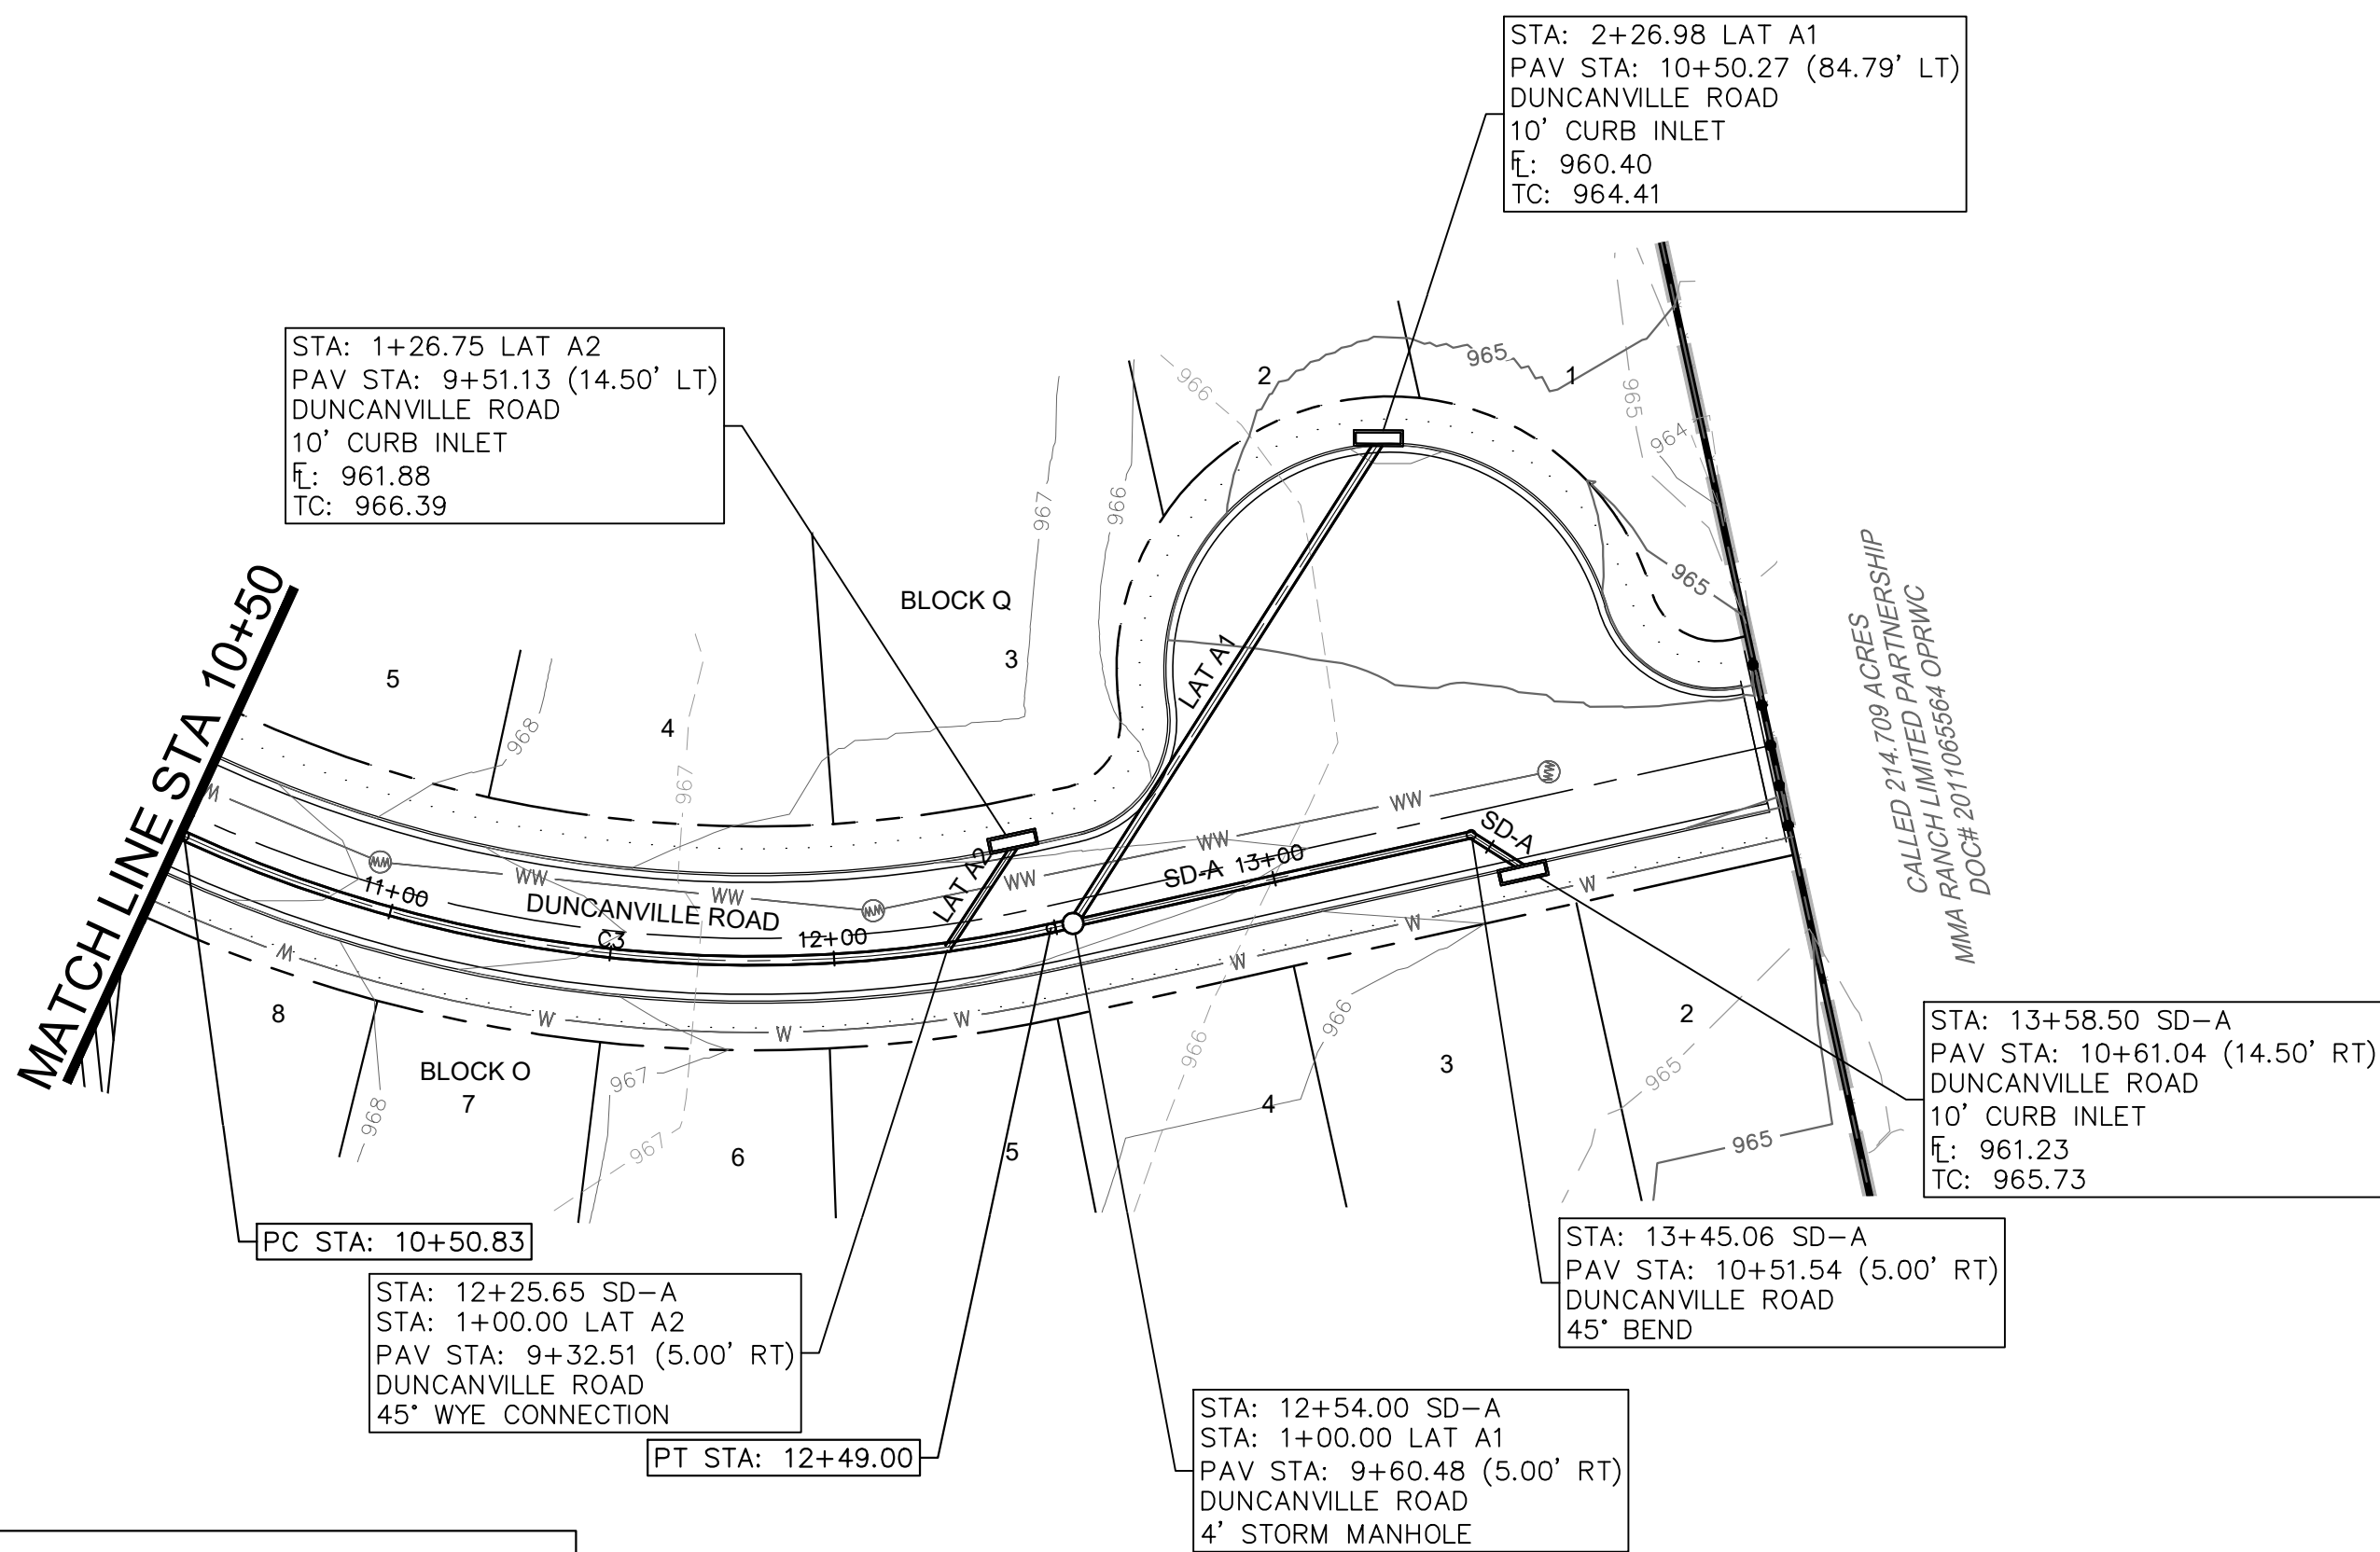 STA: 2+26.98 LAT A1
PAV STA: 10+50.27 (84.79' LT)
DUNCANVILLE ROAD
10' CURB INLET
FL: 960.40
TC: 964.41
STA: 1+26.75 LAT A2
PAV STA: 9+51.13 (14.50' LT)
DUNCANVILLE ROAD
10' CURB INLET
FL: 961.88
TC: 966.39
MATCH LINE STA 10+50
BLOCK Q
5
4
3
2
1
968
967
967
966
966
965
965
964
965
LAT A1
LAT A2
SD-A
SD-A 13+00
11+00
C3
12+00
DUNCANVILLE ROAD
WW
WW
WW
WW
WW
W
W
W
W
W
W
W
W
CALLED 214.709 ACRES
MMA RANCH LIMITED PARTNERSHIP
DOC# 2011065564 OPRWC
8
BLOCK O
7
6
5
4
3
2
968
967
967
966
966
965
965
STA: 13+58.50 SD-A
PAV STA: 10+61.04 (14.50' RT)
DUNCANVILLE ROAD
10' CURB INLET
FL: 961.23
TC: 965.73
PC STA: 10+50.83
STA: 13+45.06 SD-A
PAV STA: 10+51.54 (5.00' RT)
DUNCANVILLE ROAD
45° BEND
STA: 12+25.65 SD-A
STA: 1+00.00 LAT A2
PAV STA: 9+32.51 (5.00' RT)
DUNCANVILLE ROAD
45° WYE CONNECTION
PT STA: 12+49.00
STA: 12+54.00 SD-A
STA: 1+00.00 LAT A1
PAV STA: 9+60.48 (5.00' RT)
DUNCANVILLE ROAD
4' STORM MANHOLE